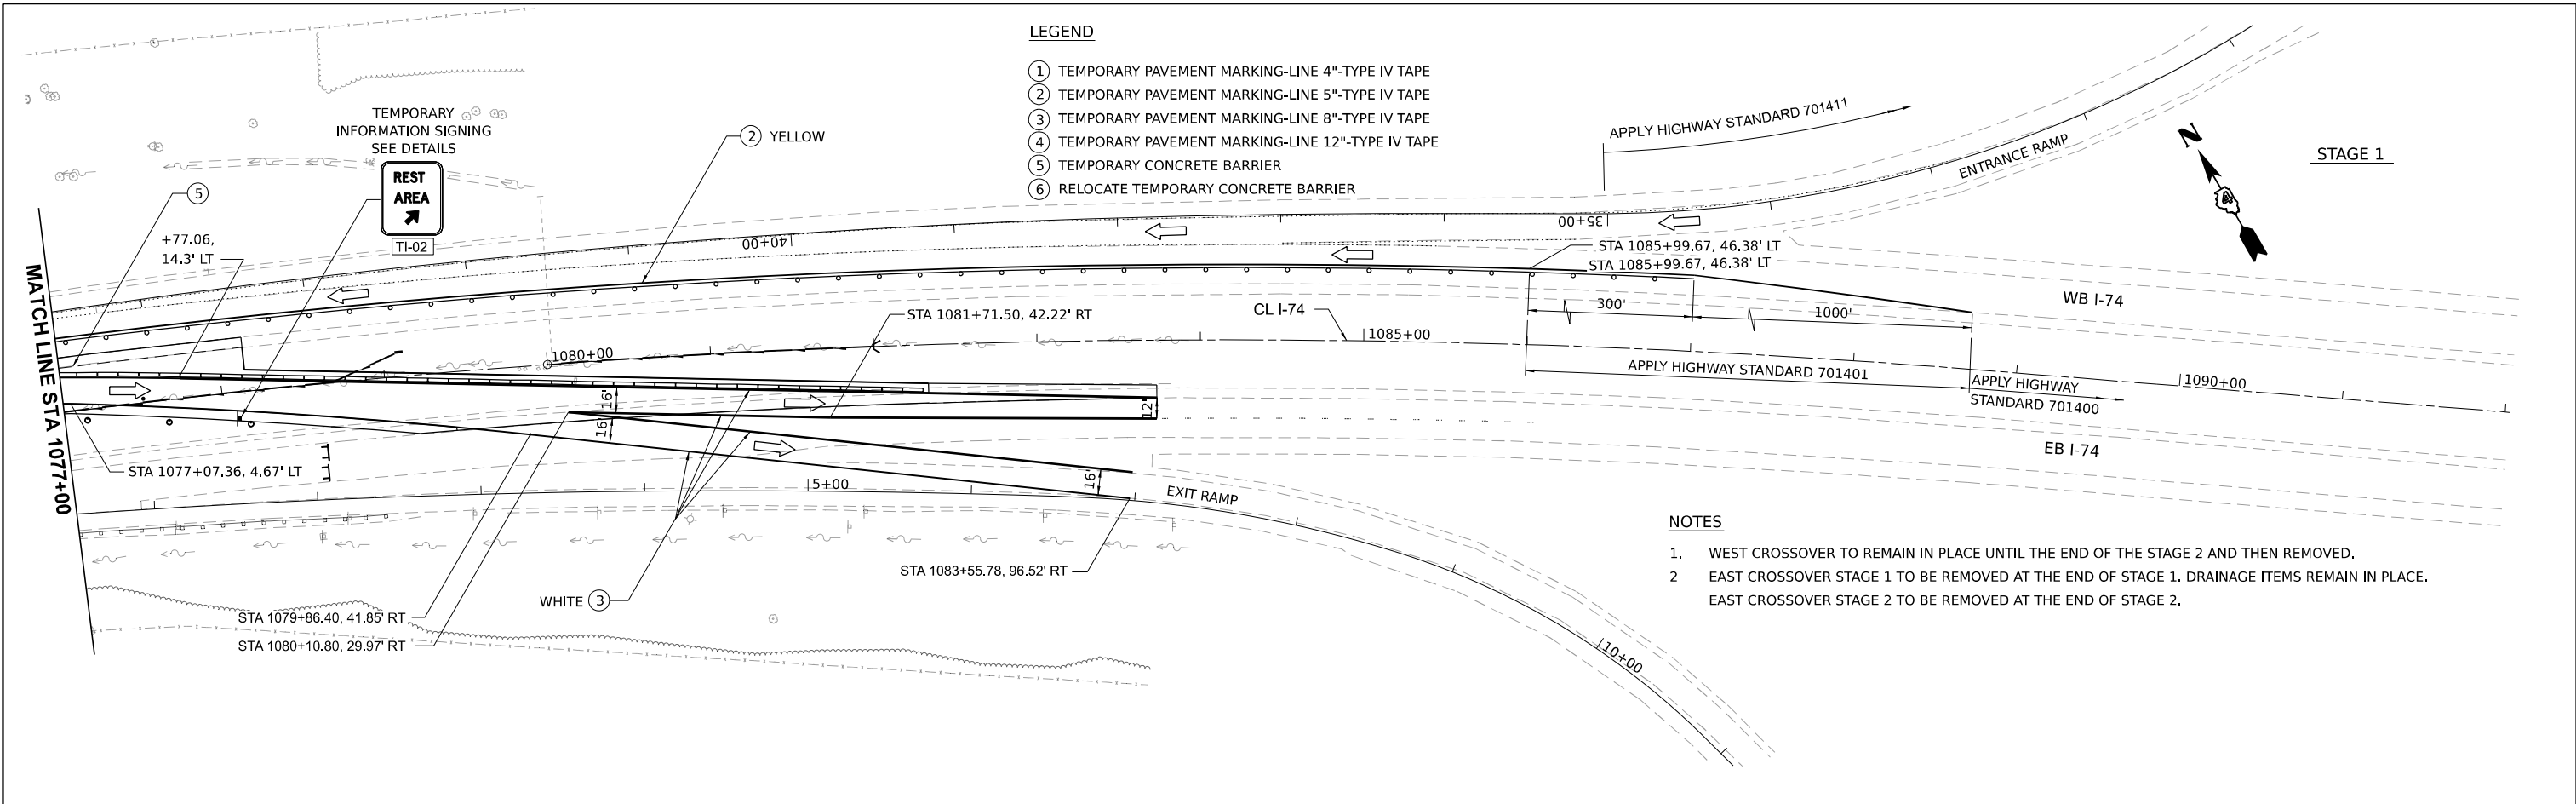 LEGEND
1 TEMPORARY PAVEMENT MARKING-LINE 4"-TYPE IV TAPE
2 TEMPORARY PAVEMENT MARKING-LINE 5"-TYPE IV TAPE
3 TEMPORARY PAVEMENT MARKING-LINE 8"-TYPE IV TAPE
4 TEMPORARY PAVEMENT MARKING-LINE 12"-TYPE IV TAPE
5 TEMPORARY CONCRETE BARRIER
6 RELOCATE TEMPORARY CONCRETE BARRIER
STAGE 1
N
TEMPORARY
INFORMATION SIGNING
SEE DETAILS
REST
AREA
TI-02
2 YELLOW
5
+77.06,
14.3' LT
MATCH LINE STA 1077+00
APPLY HIGHWAY STANDARD 701411
ENTRANCE RAMP
40+00
35+00
STA 1085+99.67, 46.38' LT
STA 1085+99.67, 46.38' LT
300'
1000'
WB I-74
STA 1081+71.50, 42.22' RT
CL I-74
1080+00
1085+00
1090+00
APPLY HIGHWAY STANDARD 701401
APPLY HIGHWAY
STANDARD 701400
16'
16'
12'
16'
EB I-74
STA 1077+07.36, 4.67' LT
5+00
EXIT RAMP
10+00
STA 1083+55.78, 96.52' RT
WHITE 3
STA 1079+86.40, 41.85' RT
STA 1080+10.80, 29.97' RT
NOTES
1. WEST CROSSOVER TO REMAIN IN PLACE UNTIL THE END OF THE STAGE 2 AND THEN REMOVED.
2 EAST CROSSOVER STAGE 1 TO BE REMOVED AT THE END OF STAGE 1. DRAINAGE ITEMS REMAIN IN PLACE.
EAST CROSSOVER STAGE 2 TO BE REMOVED AT THE END OF STAGE 2.